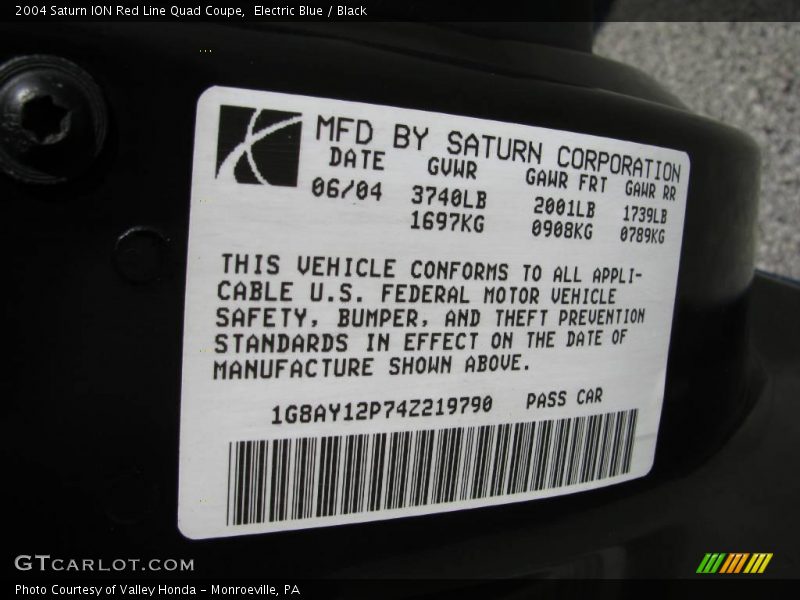 2004 Saturn ION Red Line Quad Coupe,  Electric Blue / Black
MFD BY SATURN CORPORATION
DATE GVWR GAWR FRT GAWR RR
06/04 3740LB 2001LB 1739LB
1697KG 0908KG 0789KG
THIS VEHICLE CONFORMS TO ALL APPLI-
CABLE U.S. FEDERAL MOTOR VEHICLE
SAFETY, BUMPER, AND THEFT PREVENTION
STANDARDS IN EFFECT ON THE DATE OF
MANUFACTURE SHOWN ABOVE.
1G8AY12P74Z219790 PASS CAR
GTCARLOT.COM
Photo Courtesy of Valley Honda - Monroeville, PA